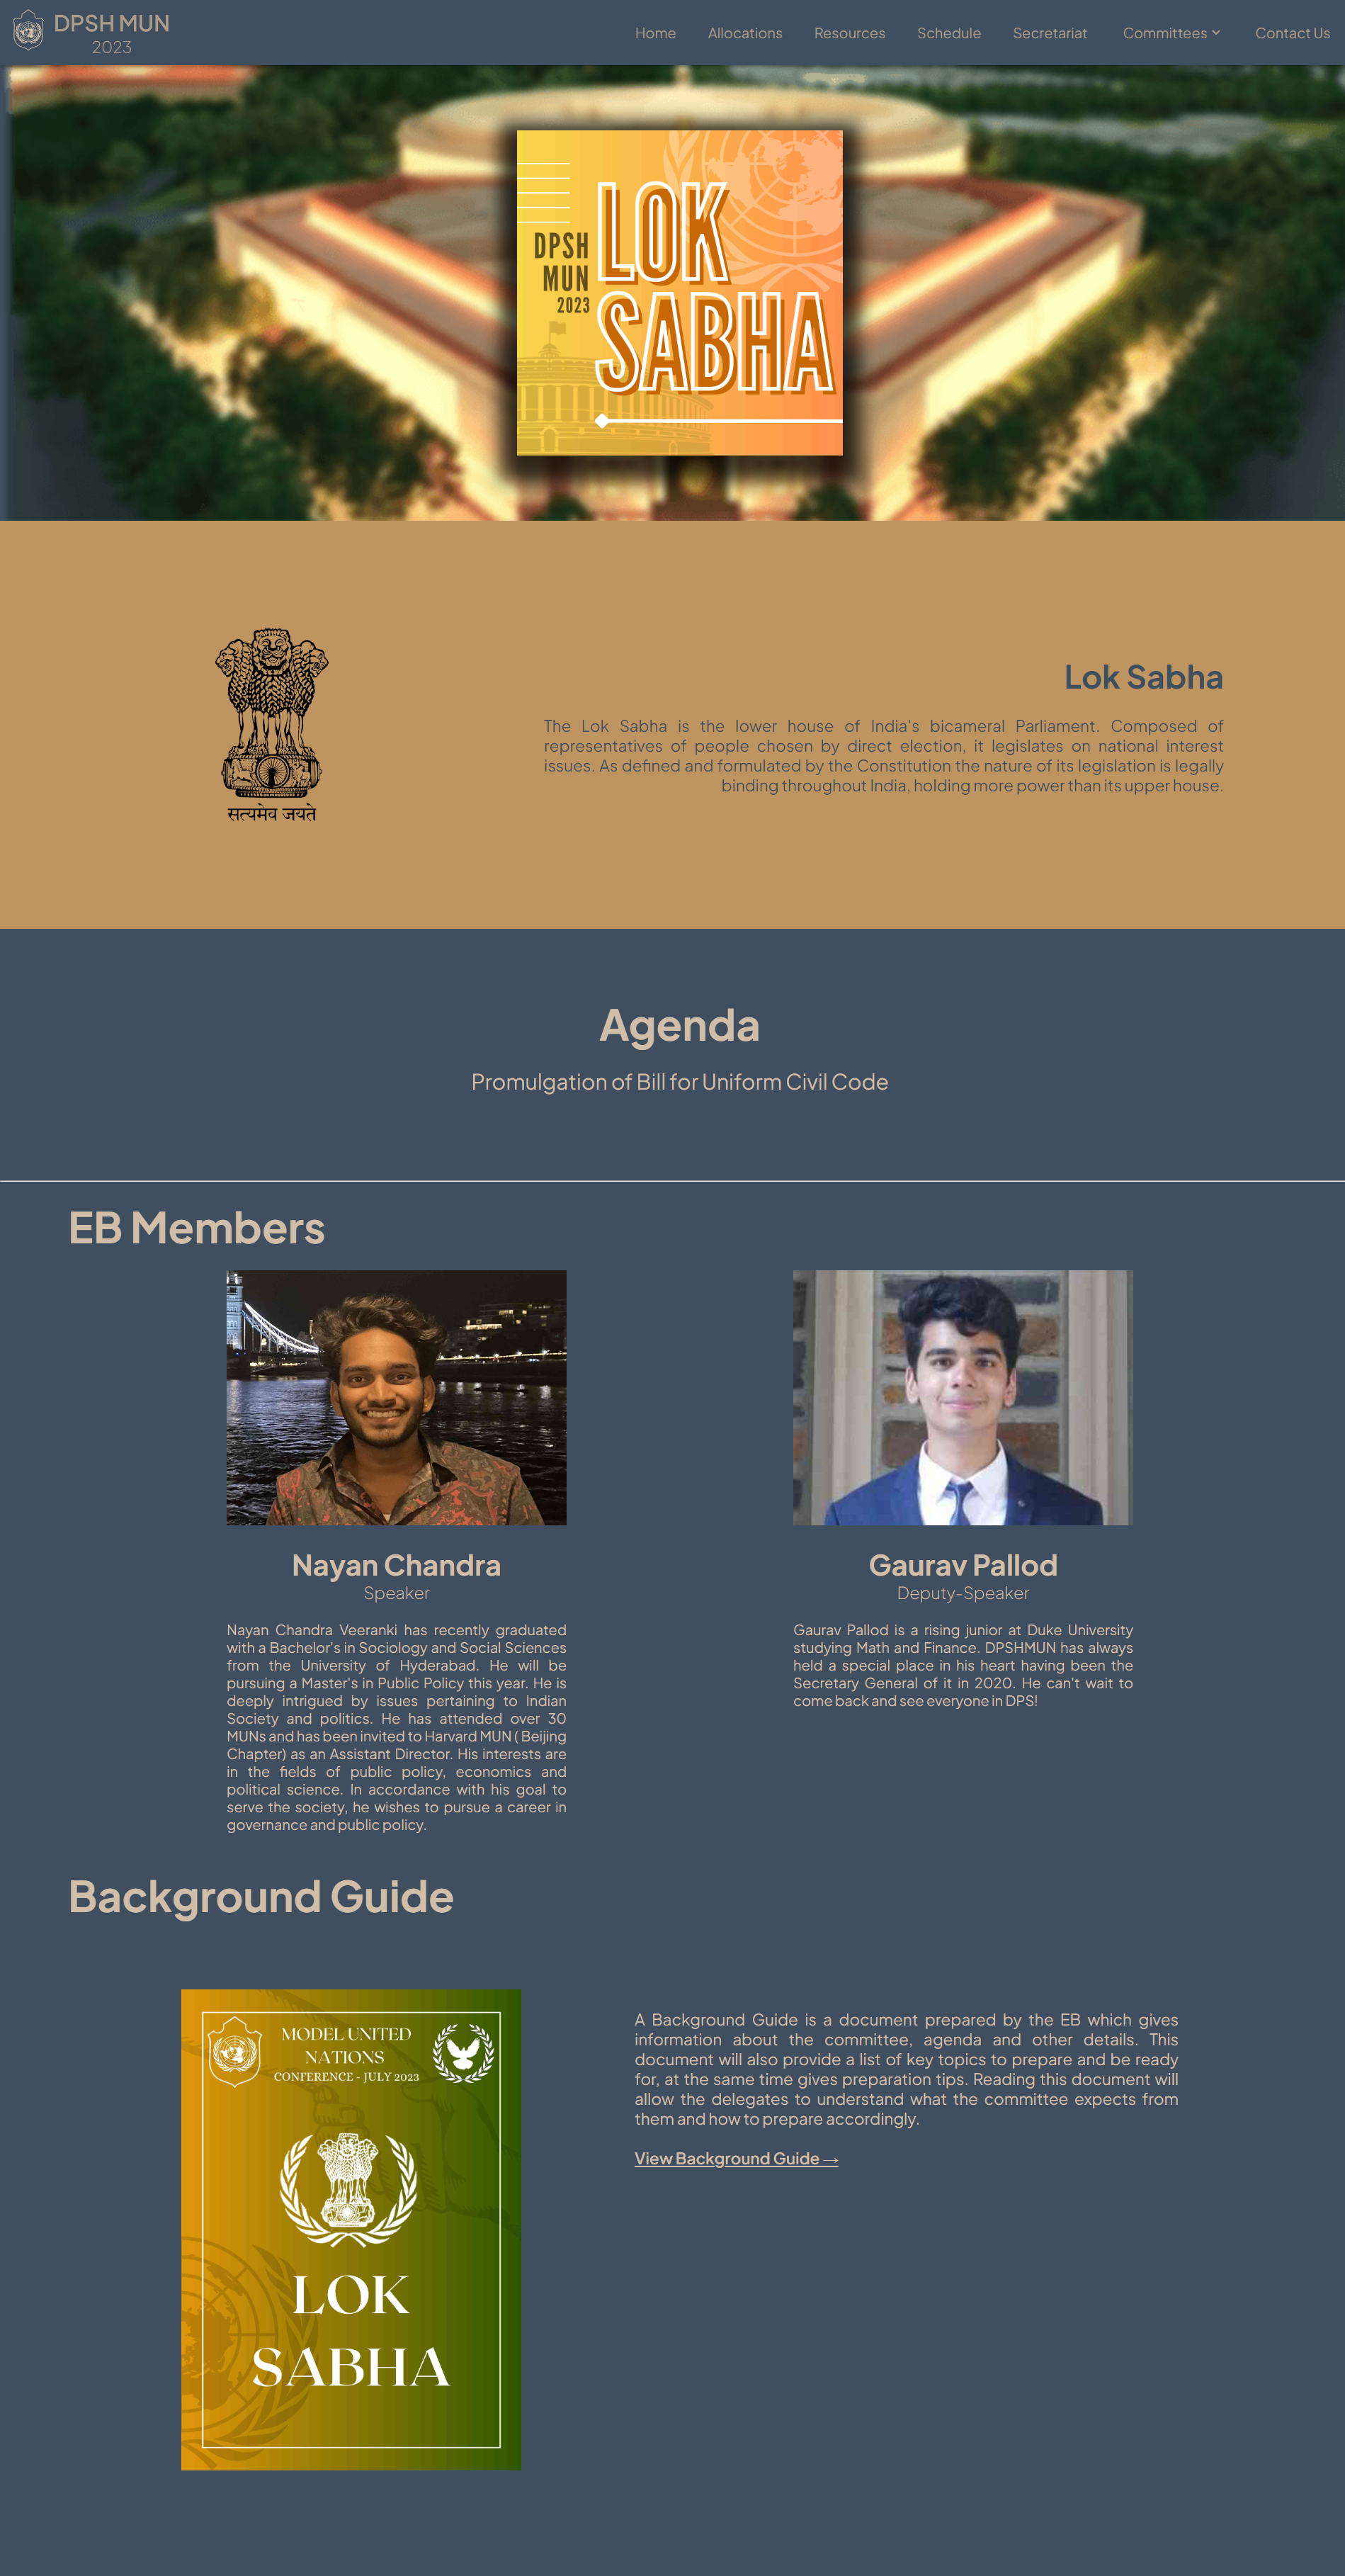 DPSH MUN
2023
Home Allocations Resources Schedule Secretariat Committees Contact Us
DPSH
MUN
2023
LOK
SABHA
सत्यमेव जयते
Lok Sabha
The Lok Sabha is the lower house of India's bicameral Parliament. Composed of
representatives of people chosen by direct election, it legislates on national interest
issues. As defined and formulated by the Constitution the nature of its legislation is legally
binding throughout India, holding more power than its upper house.
Agenda
Promulgation of Bill for Uniform Civil Code
EB Members
Nayan Chandra
Speaker
Nayan Chandra Veeranki has recently graduated
with a Bachelor's in Sociology and Social Sciences
from the University of Hyderabad. He will be
pursuing a Master's in Public Policy this year. He is
deeply intrigued by issues pertaining to Indian
Society and politics. He has attended over 30
MUNs and has been invited to Harvard MUN ( Beijing
Chapter) as an Assistant Director. His interests are
in the fields of public policy, economics and
political science. In accordance with his goal to
serve the society, he wishes to pursue a career in
governance and public policy.
Gaurav Pallod
Deputy-Speaker
Gaurav Pallod is a rising junior at Duke University
studying Math and Finance. DPSHMUN has always
held a special place in his heart having been the
Secretary General of it in 2020. He can't wait to
come back and see everyone in DPS!
Background Guide
MODEL UNITED
NATIONS
CONFERENCE - JULY 2023
LOK
SABHA
A Background Guide is a document prepared by the EB which gives
information about the committee, agenda and other details. This
document will also provide a list of key topics to prepare and be ready
for, at the same time gives preparation tips. Reading this document will
allow the delegates to understand what the committee expects from
them and how to prepare accordingly.
View Background Guide →